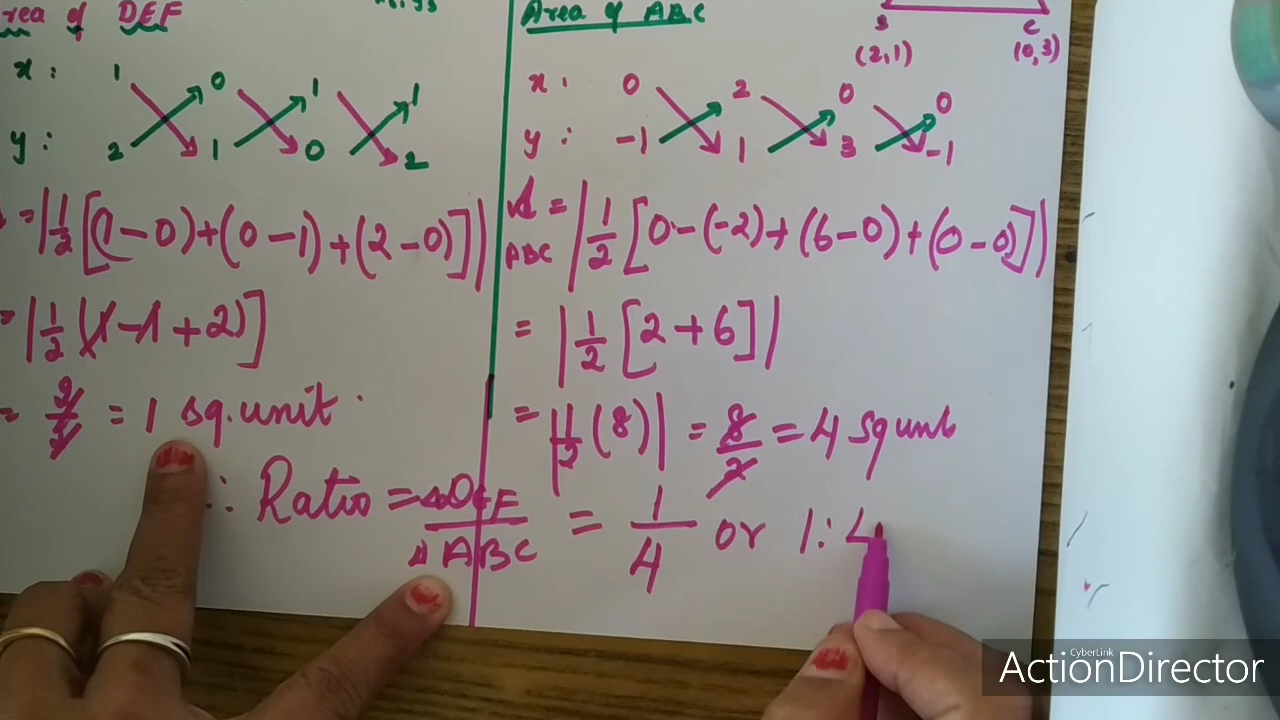 Area of DEF
x: 1 0 1 1
y: 2 1 0 2
=|1/2[(1-0)+(0-1)+(2-0)]|
=|1/2(1-1+2)]
= 2/2 = 1 sq.unit
Area of ABC
B C
(2,1) (0,3)
x: 0 2 0 0
y: -1 1 3 -1
A = |1/2[0-(-2)+(6-0)+(0-0)]|
ABC
= |1/2[2+6]|
= |1/2(8)| = 8/2 = 4 sq units
∴ Ratio = ΔDEF/ΔABC = 1/4 or 1:4
CyberLink
ActionDirector